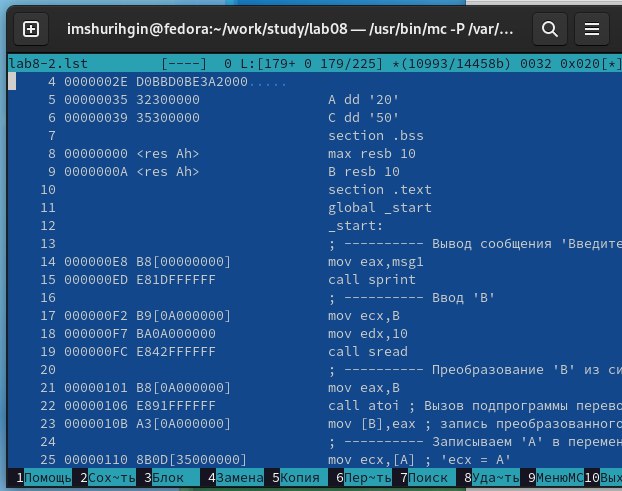 imshurihgin@fedora:~/work/study/lab08 — /usr/bin/mc -P /var/…
lab8-2.lst [----] 0 L:[179+ 0 179/225] *(10993/14458b) 0032 0x020[*]
4 0000002E D0BBD0BE3A2000.....
5 00000035 32300000 A dd '20'
6 00000039 35300000 C dd '50'
7 section .bss
8 00000000 <res Ah> max resb 10
9 0000000A <res Ah> B resb 10
10 section .text
11 global _start
12 _start:
13 ; ---------- Вывод сообщения 'Введите
14 000000E8 B8[00000000] mov eax,msg1
15 000000ED E81DFFFFFF call sprint
16 ; ---------- Ввод 'B'
17 000000F2 B9[0A000000] mov ecx,B
18 000000F7 BA0A000000 mov edx,10
19 000000FC E842FFFFFF call sread
20 ; ---------- Преобразование 'B' из си
21 00000101 B8[0A000000] mov eax,B
22 00000106 E891FFFFFF call atoi ; Вызов подпрограммы перево
23 0000010B A3[0A000000] mov [B],eax ; запись преобразованного
24 ; ---------- Записываем 'A' в перемен
25 00000110 8B0D[35000000] mov ecx,[A] ; 'ecx = A'
1Помощь 2Сох~ть 3Блок 4Замена 5Копия 6Пер~ть 7Поиск 8Уда~ть 9МенюMC 10Вых